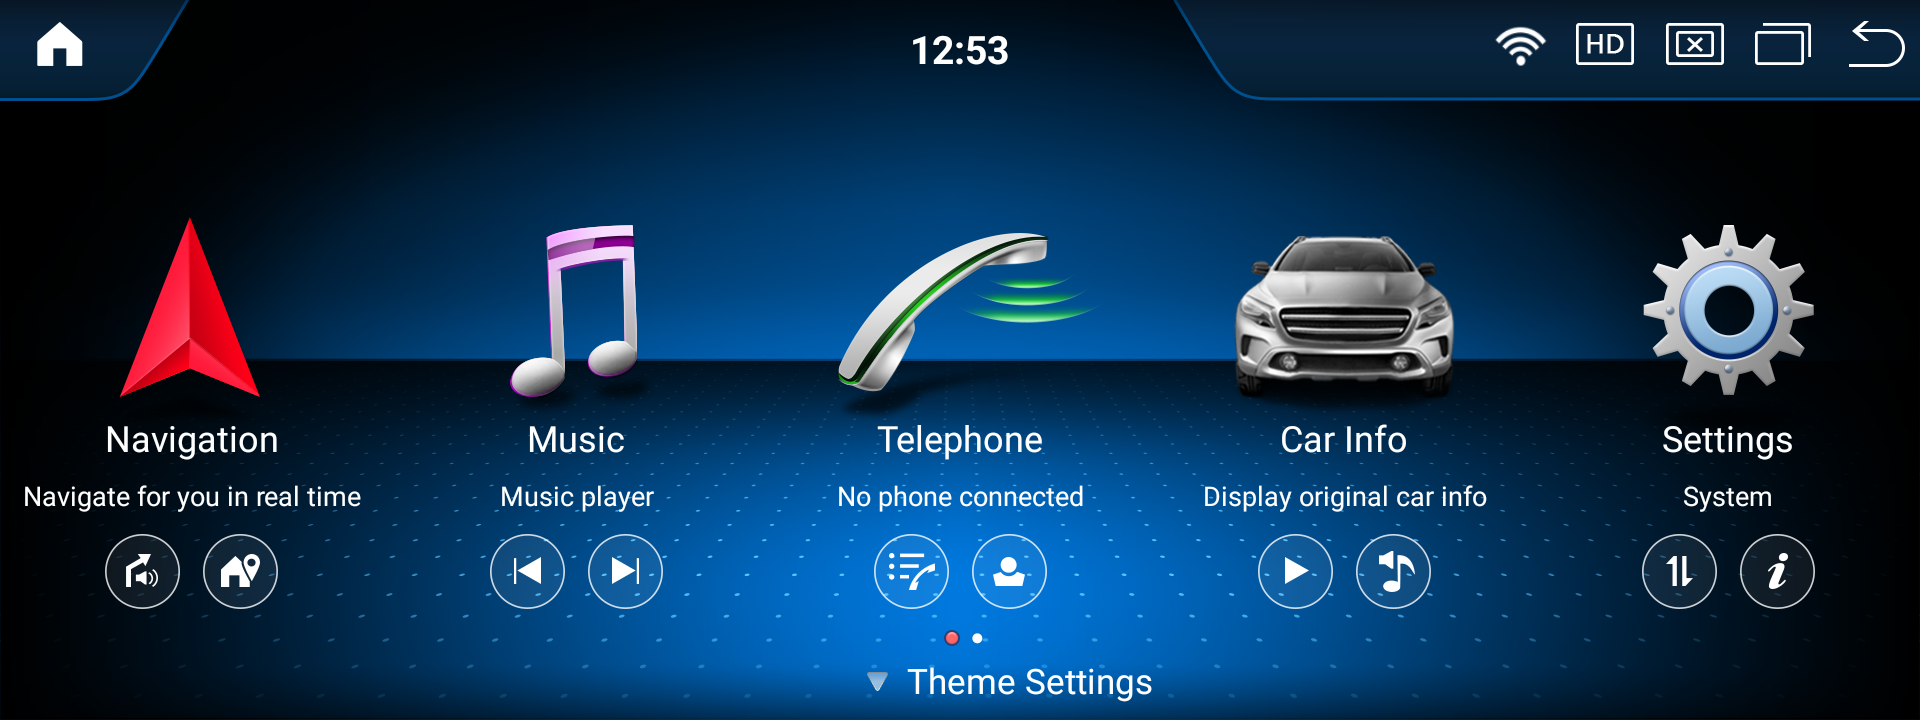 12:53
HD
Navigation
Navigate for you in real time
Music
Music player
Telephone
No phone connected
Car Info
Display original car info
Settings
System
Theme Settings